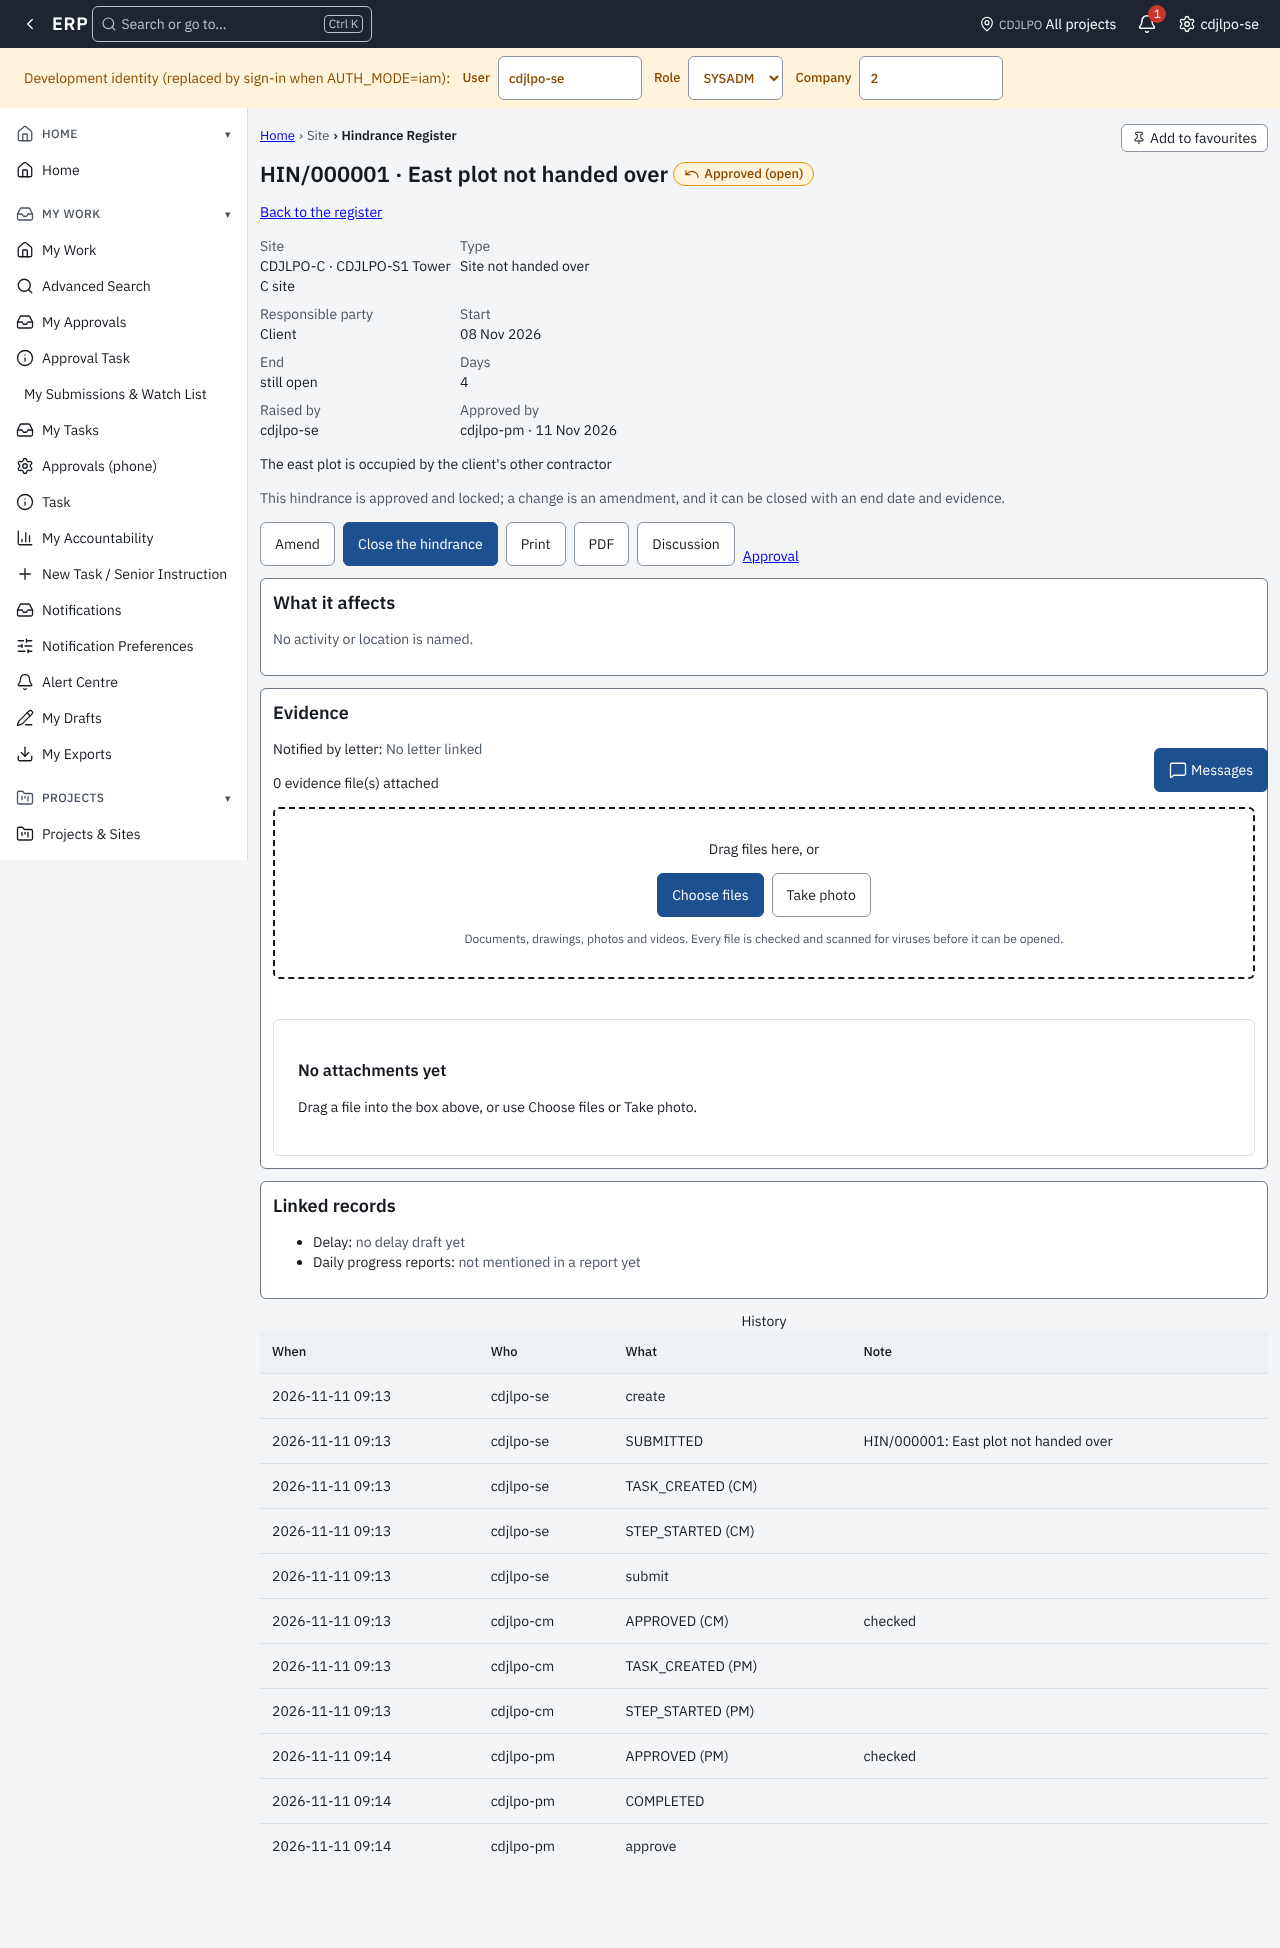 ERP
Search or go to...
Ctrl K
CDJLPO All projects
1
cdjlpo-se
Development identity (replaced by sign-in when AUTH_MODE=iam):
User
cdjlpo-se
Role
SYSADM
Company
2
HOME
Home
MY WORK
My Work
Advanced Search
My Approvals
Approval Task
My Submissions & Watch List
My Tasks
Approvals (phone)
Task
My Accountability
New Task / Senior Instruction
Notifications
Notification Preferences
Alert Centre
My Drafts
My Exports
PROJECTS
Projects & Sites
Home › Site › Hindrance Register
Add to favourites
HIN/000001 · East plot not handed over
Approved (open)
Back to the register
Site
CDJLPO-C · CDJLPO-S1 Tower
C site
Type
Site not handed over
Responsible party
Client
Start
08 Nov 2026
End
still open
Days
4
Raised by
cdjlpo-se
Approved by
cdjlpo-pm · 11 Nov 2026
The east plot is occupied by the client's other contractor
This hindrance is approved and locked; a change is an amendment, and it can be closed with an end date and evidence.
Amend
Close the hindrance
Print
PDF
Discussion
Approval
What it affects
No activity or location is named.
Evidence
Notified by letter: No letter linked
Messages
0 evidence file(s) attached
Drag files here, or
Choose files
Take photo
Documents, drawings, photos and videos. Every file is checked and scanned for viruses before it can be opened.
No attachments yet
Drag a file into the box above, or use Choose files or Take photo.
Linked records
Delay: no delay draft yet
Daily progress reports: not mentioned in a report yet
History
When Who What Note
2026-11-11 09:13 cdjlpo-se create
2026-11-11 09:13 cdjlpo-se SUBMITTED HIN/000001: East plot not handed over
2026-11-11 09:13 cdjlpo-se TASK_CREATED (CM)
2026-11-11 09:13 cdjlpo-se STEP_STARTED (CM)
2026-11-11 09:13 cdjlpo-se submit
2026-11-11 09:13 cdjlpo-cm APPROVED (CM) checked
2026-11-11 09:13 cdjlpo-cm TASK_CREATED (PM)
2026-11-11 09:13 cdjlpo-cm STEP_STARTED (PM)
2026-11-11 09:14 cdjlpo-pm APPROVED (PM) checked
2026-11-11 09:14 cdjlpo-pm COMPLETED
2026-11-11 09:14 cdjlpo-pm approve